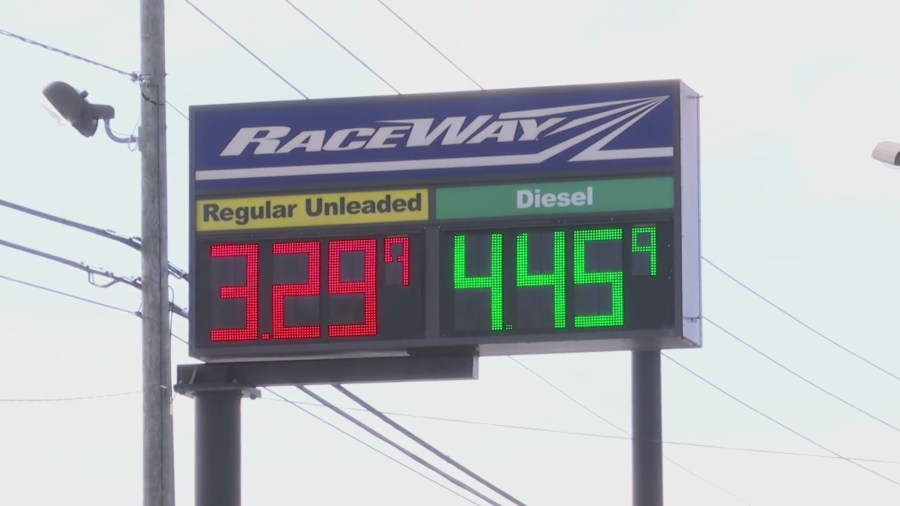 RACEWAY
Regular Unleaded Diesel
3.29 9 4.45 9